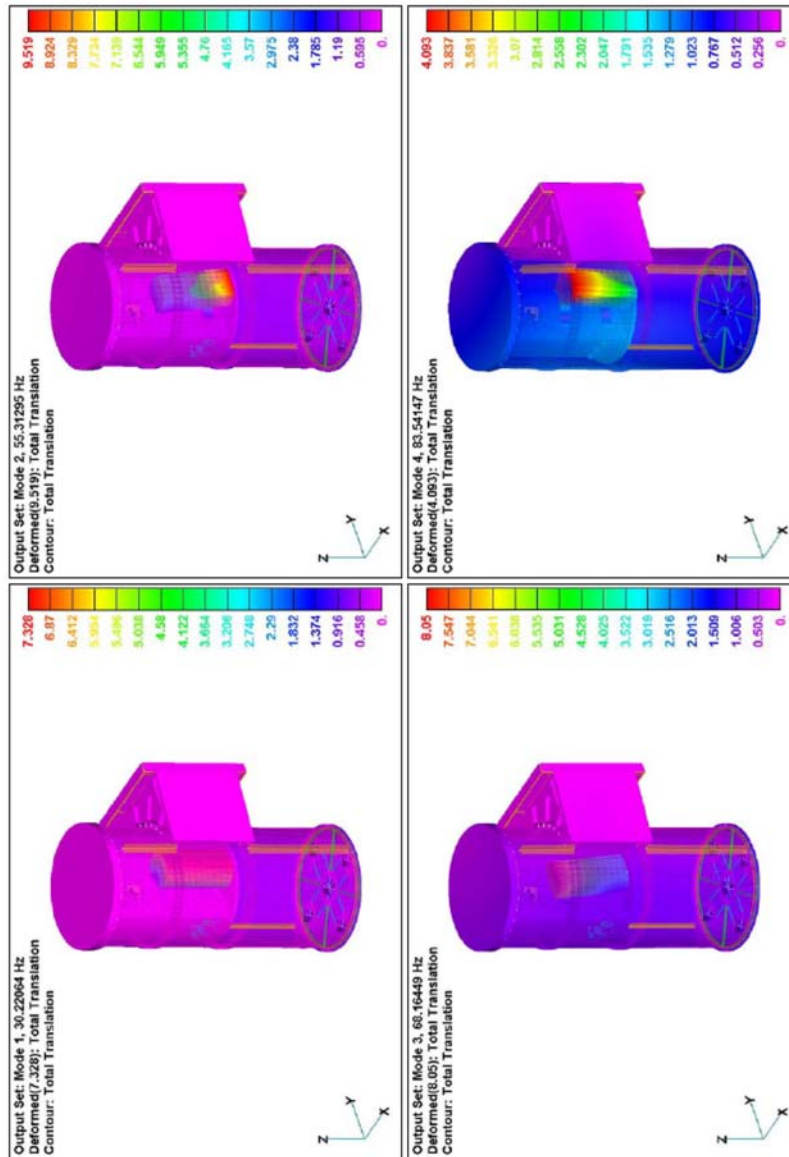 Output Set: Mode 1, 30.22064 Hz
Deformed(7.328): Total Translation
Contour: Total Translation
7.328
6.87
6.412
5.954
5.496
5.038
4.58
4.122
3.664
3.206
2.748
2.29
1.832
1.374
0.916
0.458
0.
Z
Y
X
Output Set: Mode 2, 55.31295 Hz
Deformed(9.519): Total Translation
Contour: Total Translation
9.519
8.924
8.329
7.734
7.139
6.544
5.949
5.355
4.76
4.165
3.57
2.975
2.38
1.785
1.19
0.595
0.
Z
Y
X
Output Set: Mode 3, 68.16449 Hz
Deformed(8.05): Total Translation
Contour: Total Translation
8.05
7.547
7.044
6.541
6.038
5.535
5.031
4.528
4.025
3.522
3.019
2.516
2.013
1.509
1.006
0.503
0.
Z
Y
X
Output Set: Mode 4, 83.54147 Hz
Deformed(4.093): Total Translation
Contour: Total Translation
4.093
3.837
3.581
3.326
3.07
2.814
2.558
2.302
2.047
1.791
1.535
1.279
1.023
0.767
0.512
0.256
0.
Z
Y
X